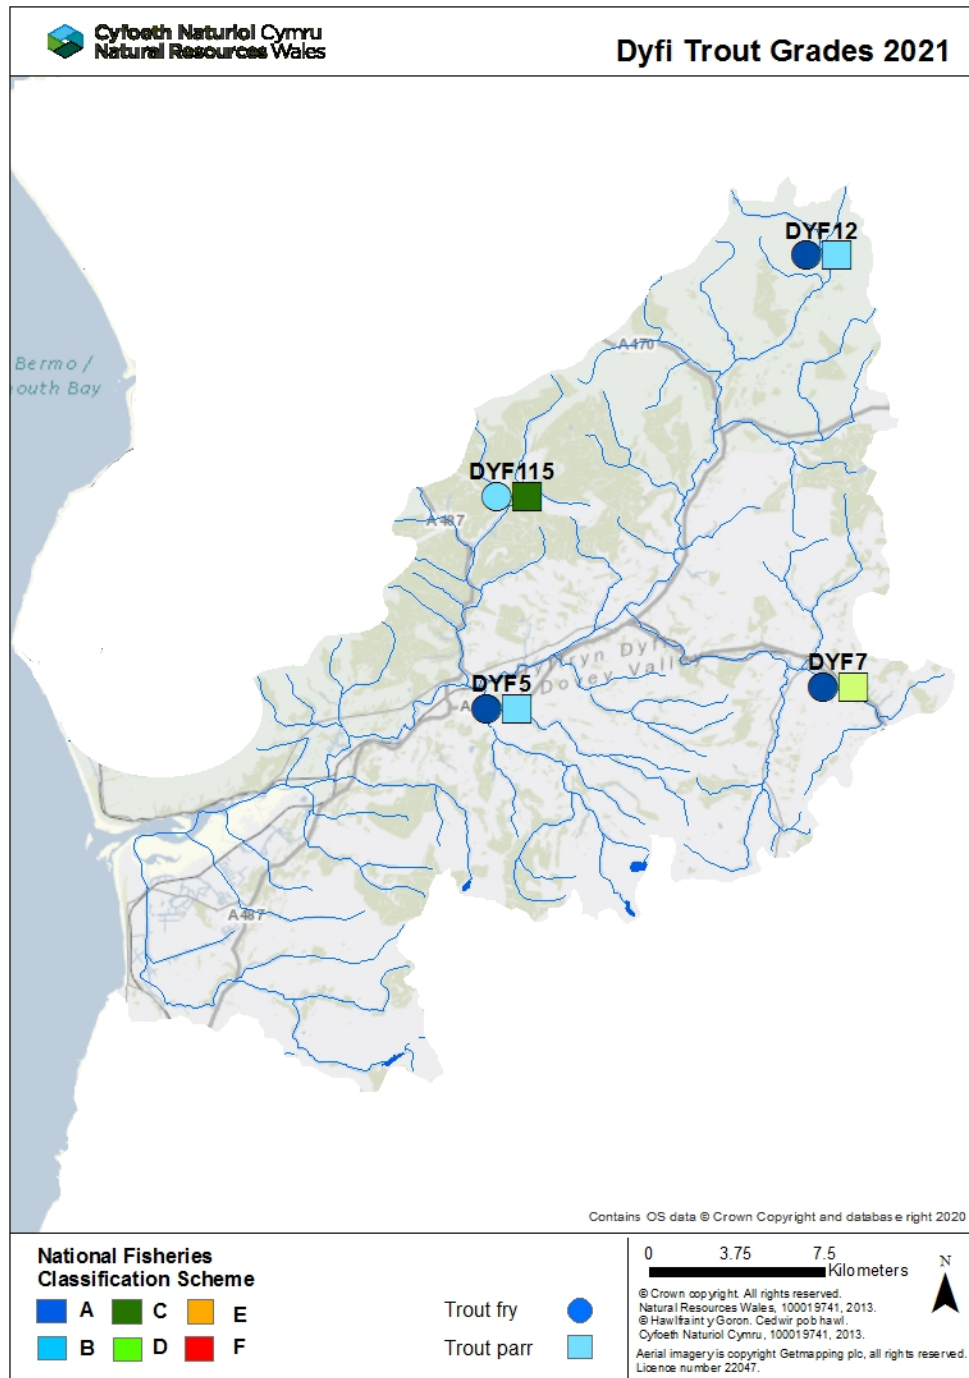 Cyfoeth Naturiol Cymru
Natural Resources Wales
Dyfi Trout Grades 2021
DYF12
Bermo /
outh Bay
A470
DYF115
A487
Dyffryn Dyfi
Dovey Valley
DYF7
DYF5
A
A487
Contains OS data © Crown Copyright and database right 2020
National Fisheries
Classification Scheme
A C E
B D F
Trout fry
Trout parr
0 3.75 7.5
Kilometers
N
© Crown copyright. All rights reserved.
Natural Resources Wales, 100019741, 2013.
© Hawlfraint y Goron. Cedwir pob hawl.
Cyfoeth Naturiol Cymru, 100019741, 2013.
Aerial imagery is copyright Getmapping plc, all rights reserved.
Licence number 22047.